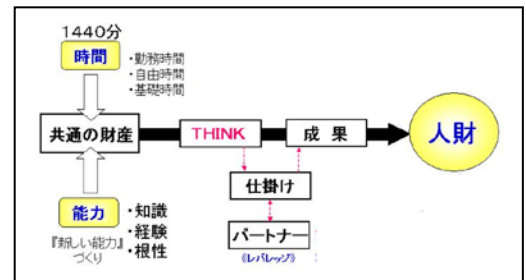 1440分
時間
・勤務時間
・自由時間
・基礎時間
共通の財産
THINK
成 果
人財
仕掛け
能力
・知識
・経験
・根性
『新しい能力』
づくり
パートナー
《レバレッジ》